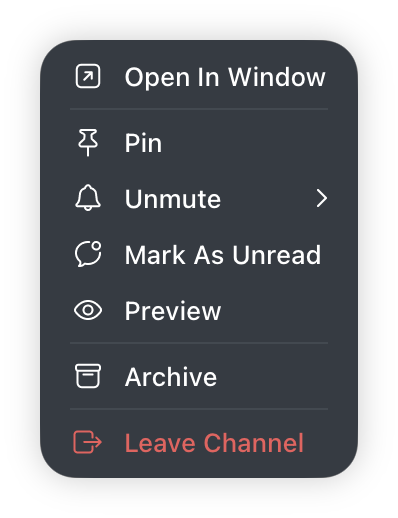 Open In Window
Pin
Unmute
Mark As Unread
Preview
Archive
Leave Channel